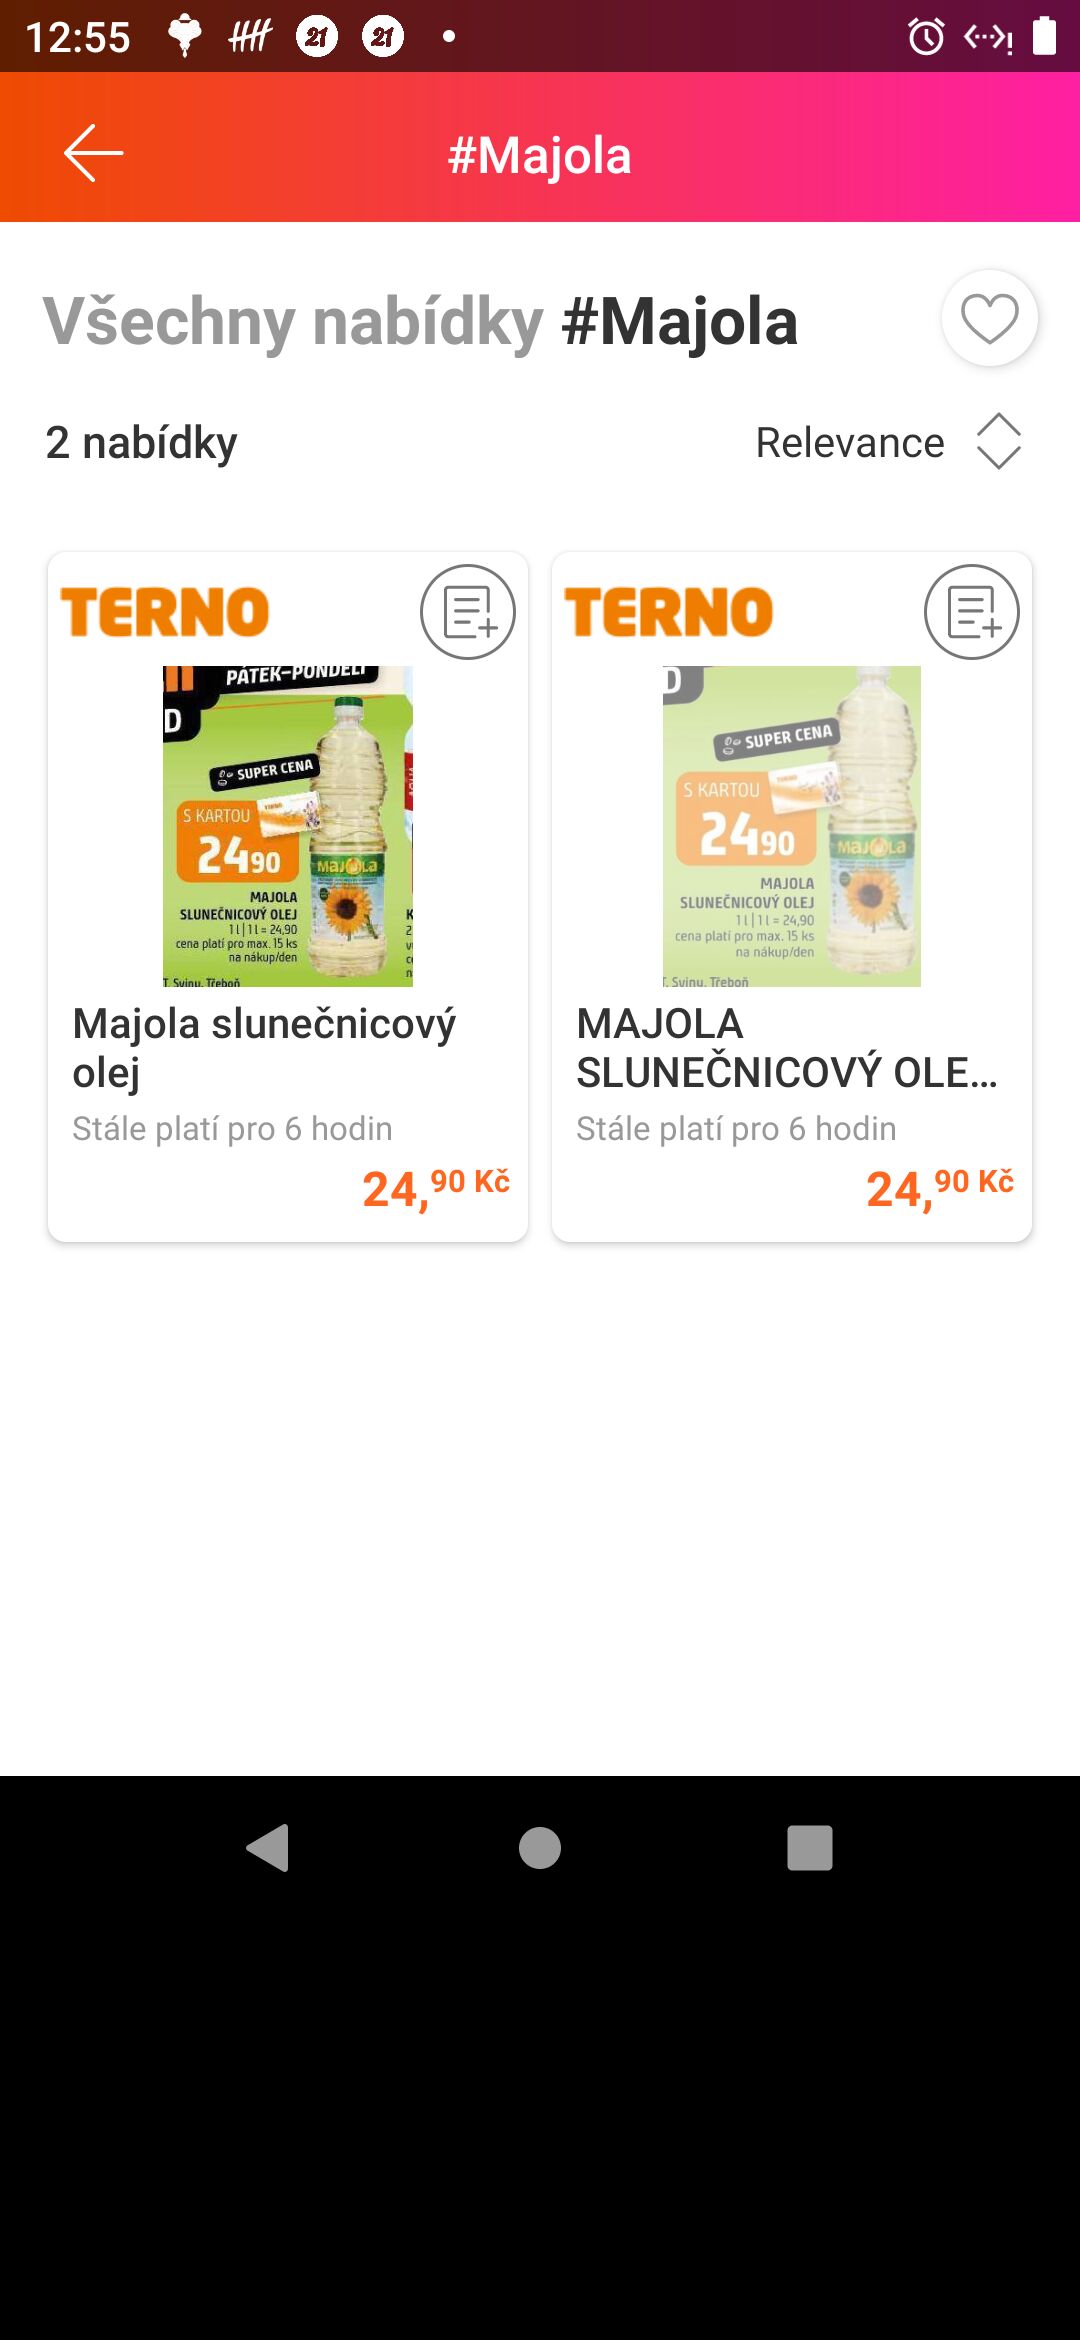 12:55
21 21
#Majola
Všechny nabídky #Majola
2 nabídky
Relevance
TERNO
PÁTEK–PONDĚLÍ
D
SUPER CENA
S KARTOU
TERNO
24 90
MAJOLA
MAJOLA
SLUNEČNICOVÝ OLEJ
1 l | 1 l = 24,90
cena platí pro max. 15 ks
na nákup/den
T. Svinu, Třeboň
Majola slunečnicový
olej
Stále platí pro 6 hodin
24,90 Kč
TERNO
D
SUPER CENA
S KARTOU
TERNO
24 90
MAJOLA
MAJOLA
SLUNEČNICOVÝ OLEJ
1 l | 1 l = 24,90
cena platí pro max. 15 ks
na nákup/den
T. Svinu, Třeboň
MAJOLA
SLUNEČNICOVÝ OLE...
Stále platí pro 6 hodin
24,90 Kč